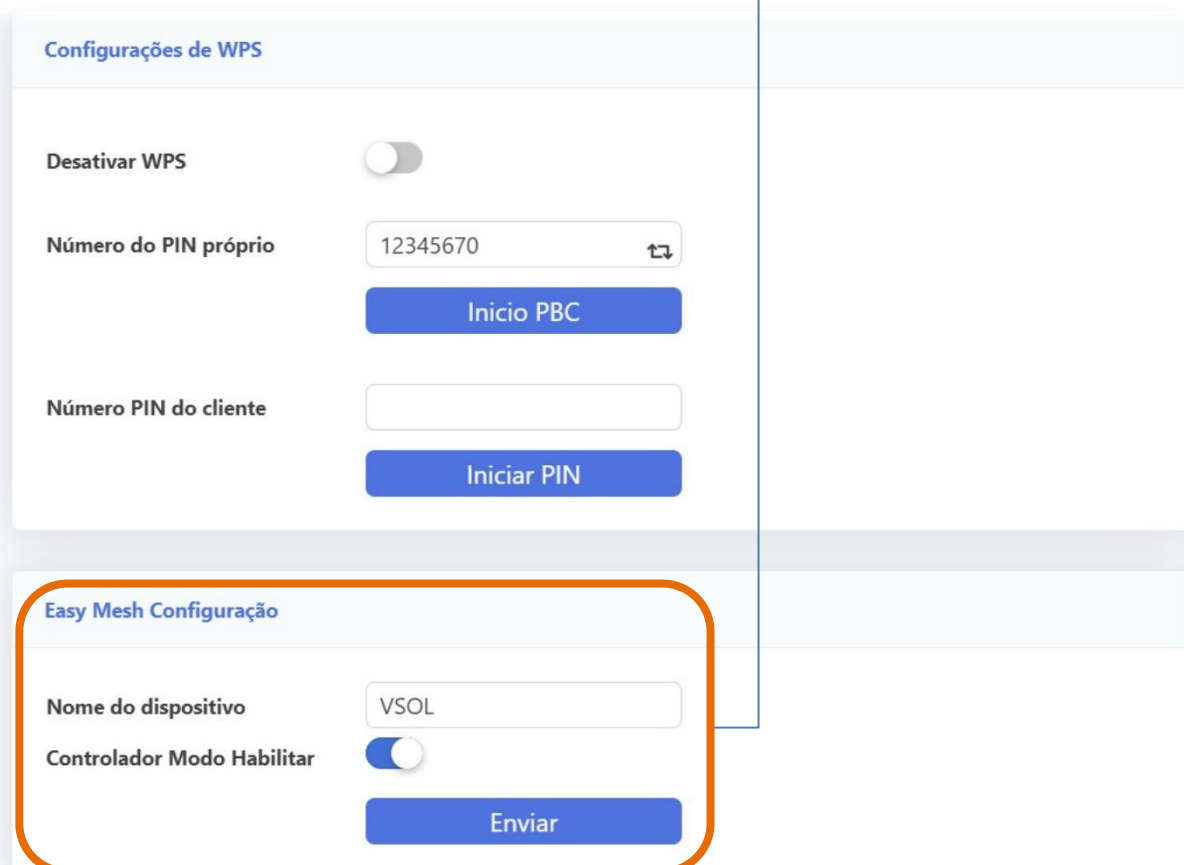 Configurações de WPS
Desativar WPS
Número do PIN próprio
12345670
Inicio PBC
Número PIN do cliente
Iniciar PIN
Easy Mesh Configuração
Nome do dispositivo
VSOL
Controlador Modo Habilitar
Enviar